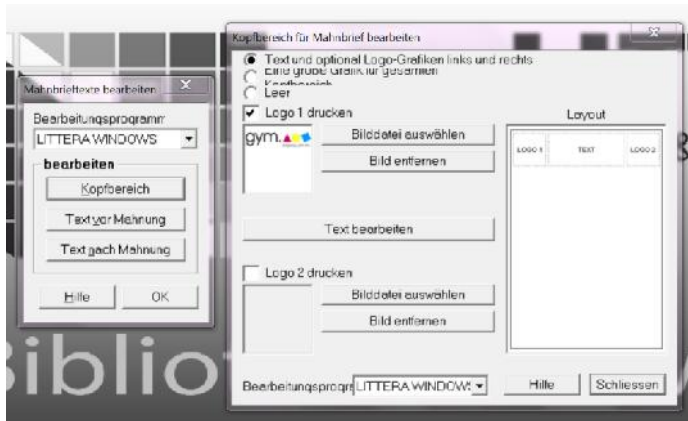 Mahnbrieftexte bearbeiten
Bearbeitungsprogramm
LITTERA WINDOWS
bearbeiten
Kopfbereich
Text vor Mahnung
Text nach Mahnung
Hilfe
OK
Kopfbereich für Mahnbrief bearbeiten
Text und optional Logo-Grafiken links und rechts
Eine große Grafik für gesamten
Kopfbereich
Leer
Logo 1 drucken
gym.
Bilddatei auswählen
Bild entfernen
Text bearbeiten
Logo 2 drucken
Bilddatei auswählen
Bild entfernen
Layout
LOGO 1 TEXT LOGO 2
Bearbeitungsprogr LITTERA WINDOW
Hilfe
Schliessen
Biblio